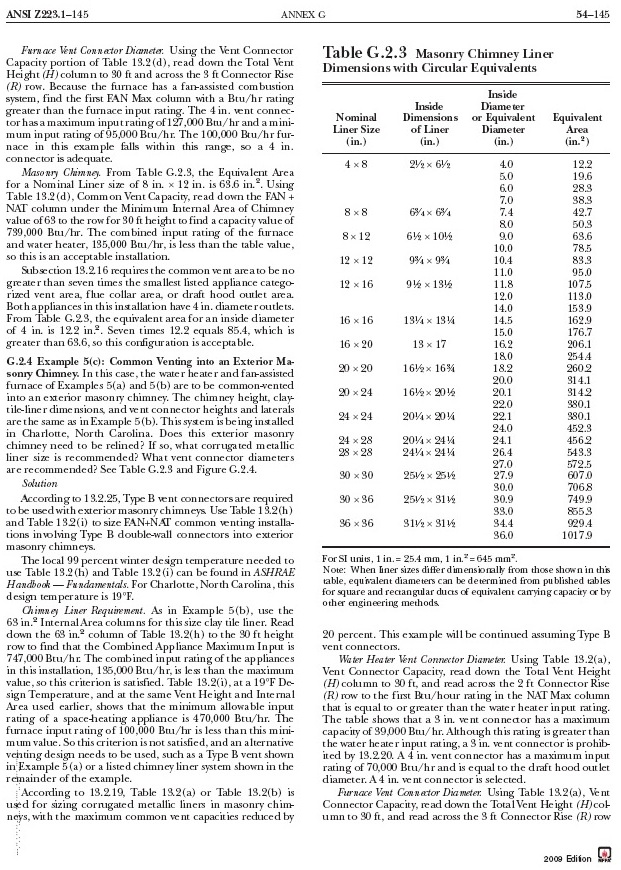 ANSI Z223.1–145
ANNEX G
54–145
Furnace Vent Connector Diameter. Using the Vent Connector
Capacity portion of Table 13.2(d), read down the Total Vent
Height (H) column to 30 ft and across the 3 ft Connector Rise
(R) row. Because the furnace has a fan-assisted combustion
system, find the first FAN Max column with a Btu/hr rating
greater than the furnace input rating. The 4 in. vent connec-
tor has a maximum input rating of 127,000 Btu/hr and a mini-
mum input rating of 95,000 Btu/hr. The 100,000 Btu/hr fur-
nace in this example falls within this range, so a 4 in.
connector is adequate.
Masonry Chimney. From Table G.2.3, the Equivalent Area
for a Nominal Liner size of 8 in. × 12 in. is 63.6 in.². Using
Table 13.2(d), Common Vent Capacity, read down the FAN +
NAT column under the Minimum Internal Area of Chimney
value of 63 to the row for 30 ft height to find a capacity value of
739,000 Btu/hr. The combined input rating of the furnace
and water heater, 135,000 Btu/hr, is less than the table value,
so this is an acceptable installation.
Subsection 13.2.16 requires the common vent area to be no
greater than seven times the smallest listed appliance catego-
rized vent area, flue collar area, or draft hood outlet area.
Both appliances in this installation have 4 in. diameter outlets.
From Table G.2.3, the equivalent area for an inside diameter
of 4 in. is 12.2 in.². Seven times 12.2 equals 85.4, which is
greater than 63.6, so this configuration is acceptable.
G.2.4 Example 5(c): Common Venting into an Exterior Ma-
sonry Chimney. In this case, the water heater and fan-assisted
furnace of Examples 5(a) and 5(b) are to be common-vented
into an exterior masonry chimney. The chimney height, clay-
tile-liner dimensions, and vent connector heights and laterals
are the same as in Example 5(b). This system is being installed
in Charlotte, North Carolina. Does this exterior masonry
chimney need to be relined? If so, what corrugated metallic
liner size is recommended? What vent connector diameters
are recommended? See Table G.2.3 and Figure G.2.4.
Solution
According to 13.2.25, Type B vent connectors are required
to be used with exterior masonry chimneys. Use Table 13.2(h)
and Table 13.2(i) to size FAN+NAT common venting installa-
tions involving Type B double-wall connectors into exterior
masonry chimneys.
The local 99 percent winter design temperature needed to
use Table 13.2(h) and Table 13.2(i) can be found in ASHRAE
Handbook — Fundamentals. For Charlotte, North Carolina, this
design temperature is 19°F.
Chimney Liner Requirement. As in Example 5(b), use the
63 in.² Internal Area columns for this size clay tile liner. Read
down the 63 in.² column of Table 13.2(h) to the 30 ft height
row to find that the Combined Appliance Maximum Input is
747,000 Btu/hr. The combined input rating of the appliances
in this installation, 135,000 Btu/hr, is less than the maximum
value, so this criterion is satisfied. Table 13.2(i), at a 19°F De-
sign Temperature, and at the same Vent Height and Internal
Area used earlier, shows that the minimum allowable input
rating of a space-heating appliance is 470,000 Btu/hr. The
furnace input rating of 100,000 Btu/hr is less than this mini-
mum value. So this criterion is not satisfied, and an alternative
venting design needs to be used, such as a Type B vent shown
in Example 5(a) or a listed chimney liner system shown in the
remainder of the example.
According to 13.2.19, Table 13.2(a) or Table 13.2(b) is
used for sizing corrugated metallic liners in masonry chim-
neys, with the maximum common vent capacities reduced by
Table G.2.3 Masonry Chimney Liner
Dimensions with Circular Equivalents
Nominal Liner Size (in.) Inside Dimensions of Liner (in.) Inside Diameter or Equivalent Diameter (in.) Equivalent Area (in.²)
4 × 8 2½ × 6½ 4.0 12.2
5.0 19.6
6.0 28.3
7.0 38.3
8 × 8 6¾ × 6¾ 7.4 42.7
8.0 50.3
8 × 12 6½ × 10½ 9.0 63.6
10.0 78.5
12 × 12 9¾ × 9¾ 10.4 83.3
11.0 95.0
12 × 16 9½ × 13½ 11.8 107.5
12.0 113.0
14.0 153.9
16 × 16 13¼ × 13¼ 14.5 162.9
15.0 176.7
16 × 20 13 × 17 16.2 206.1
18.0 254.4
20 × 20 16½ × 16¾ 18.2 260.2
20.0 314.1
20 × 24 16½ × 20½ 20.1 314.2
22.0 380.1
24 × 24 20¼ × 20¼ 22.1 380.1
24.0 452.3
24 × 28 20¼ × 24¼ 24.1 456.2
28 × 28 24¼ × 24¼ 26.4 543.3
27.0 572.5
30 × 30 25½ × 25½ 27.9 607.0
30.0 706.8
30 × 36 25½ × 31½ 30.9 749.9
33.0 855.3
36 × 36 31½ × 31½ 34.4 929.4
36.0 1017.9
For SI units, 1 in. = 25.4 mm, 1 in.² = 645 mm².
Note: When liner sizes differ dimensionally from those shown in this
table, equivalent diameters can be determined from published tables
for square and rectangular ducts of equivalent carrying capacity or by
other engineering methods.
20 percent. This example will be continued assuming Type B
vent connectors.
Water Heater Vent Connector Diameter. Using Table 13.2(a),
Vent Connector Capacity, read down the Total Vent Height
(H) column to 30 ft, and read across the 2 ft Connector Rise
(R) row to the first Btu/hour rating in the NAT Max column
that is equal to or greater than the water heater input rating.
The table shows that a 3 in. vent connector has a maximum
capacity of 39,000 Btu/hr. Although this rating is greater than
the water heater input rating, a 3 in. vent connector is prohib-
ited by 13.2.20. A 4 in. vent connector has a maximum input
rating of 70,000 Btu/hr and is equal to the draft hood outlet
diameter. A 4 in. vent connector is selected.
Furnace Vent Connector Diameter. Using Table 13.2(a), Vent
Connector Capacity, read down the Total Vent Height (H) col-
umn to 30 ft, and read across the 3 ft Connector Rise (R) row
2009 Edition